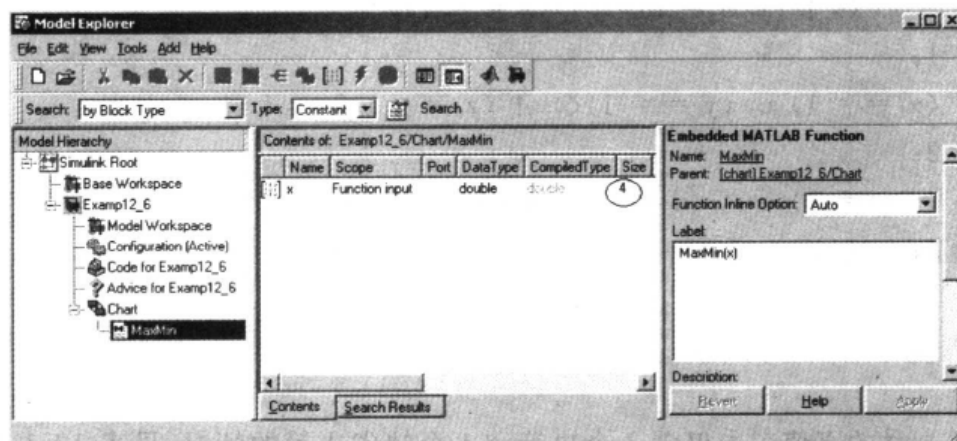 Model Explorer
File Edit View Tools Add Help
Search: by Block Type Type: Constant Search
Model Hierarchy
Simulink Root
Base Workspace
Examp12_6
Model Workspace
Configuration (Active)
Code for Examp12_6
Advice for Examp12_6
Chart
MaxMin
Contents of: Examp12_6/Chart/MaxMin
Name Scope Port DataType CompiledType Size
x Function input double double 4
Contents Search Results
Embedded MATLAB Function
Name: MaxMin
Parent: (chart) Examp12_6/Chart
Function Inline Option: Auto
Label:
MaxMin(x)
Description:
Revert Help Apply